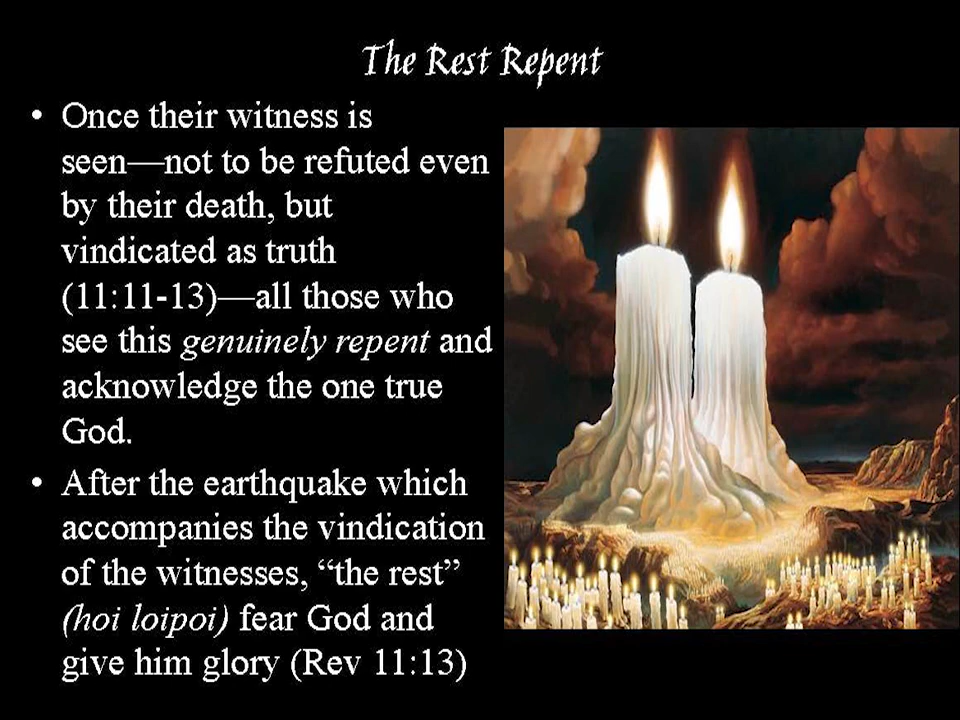 The Rest Repent
• Once their witness is
seen—not to be refuted even
by their death, but
vindicated as truth
(11:11-13)—all those who
see this genuinely repent and
acknowledge the one true
God.
• After the earthquake which
accompanies the vindication
of the witnesses, “the rest”
(hoi loipoi) fear God and
give him glory (Rev 11:13)